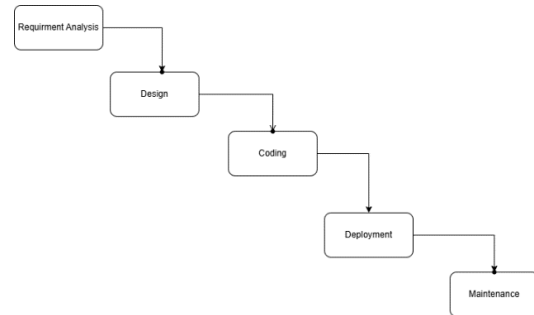 Requirment Analysis
Design
Coding
Deployment
Maintenance